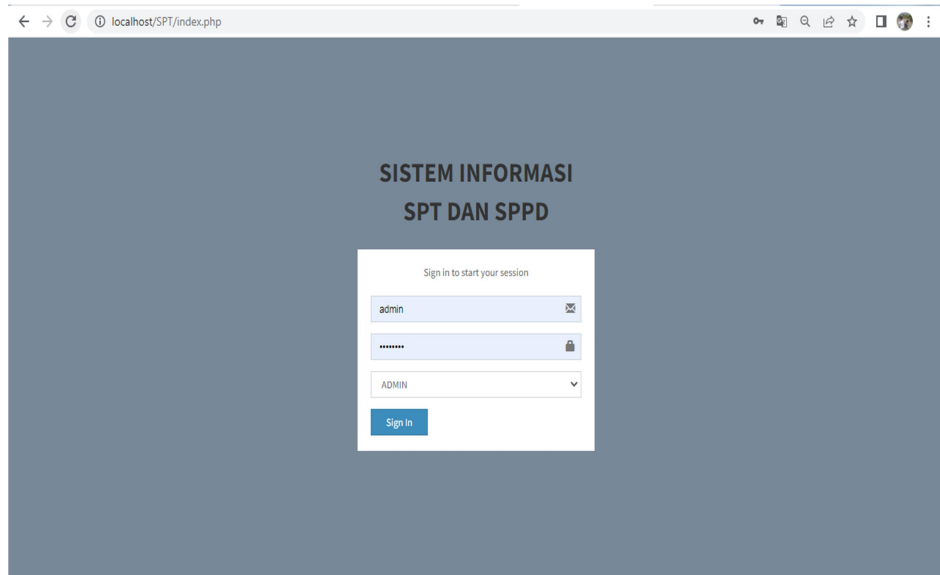 localhost/SPT/index.php
SISTEM INFORMASI
SPT DAN SPPD
Sign in to start your session
admin
••••••••
ADMIN
Sign In